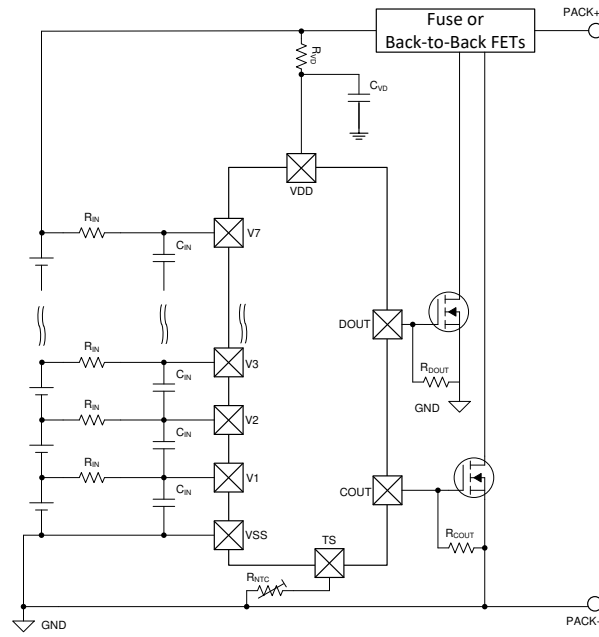 PACK+
Fuse or
Back-to-Back FETs
RVD
CVD
VDD
RIN
CIN
V7
DOUT
RIN
V3
CIN
RDOUT
GND
RIN
V2
CIN
RIN
V1
COUT
CIN
TS
VSS
RCOUT
RNTC
GND
PACK-